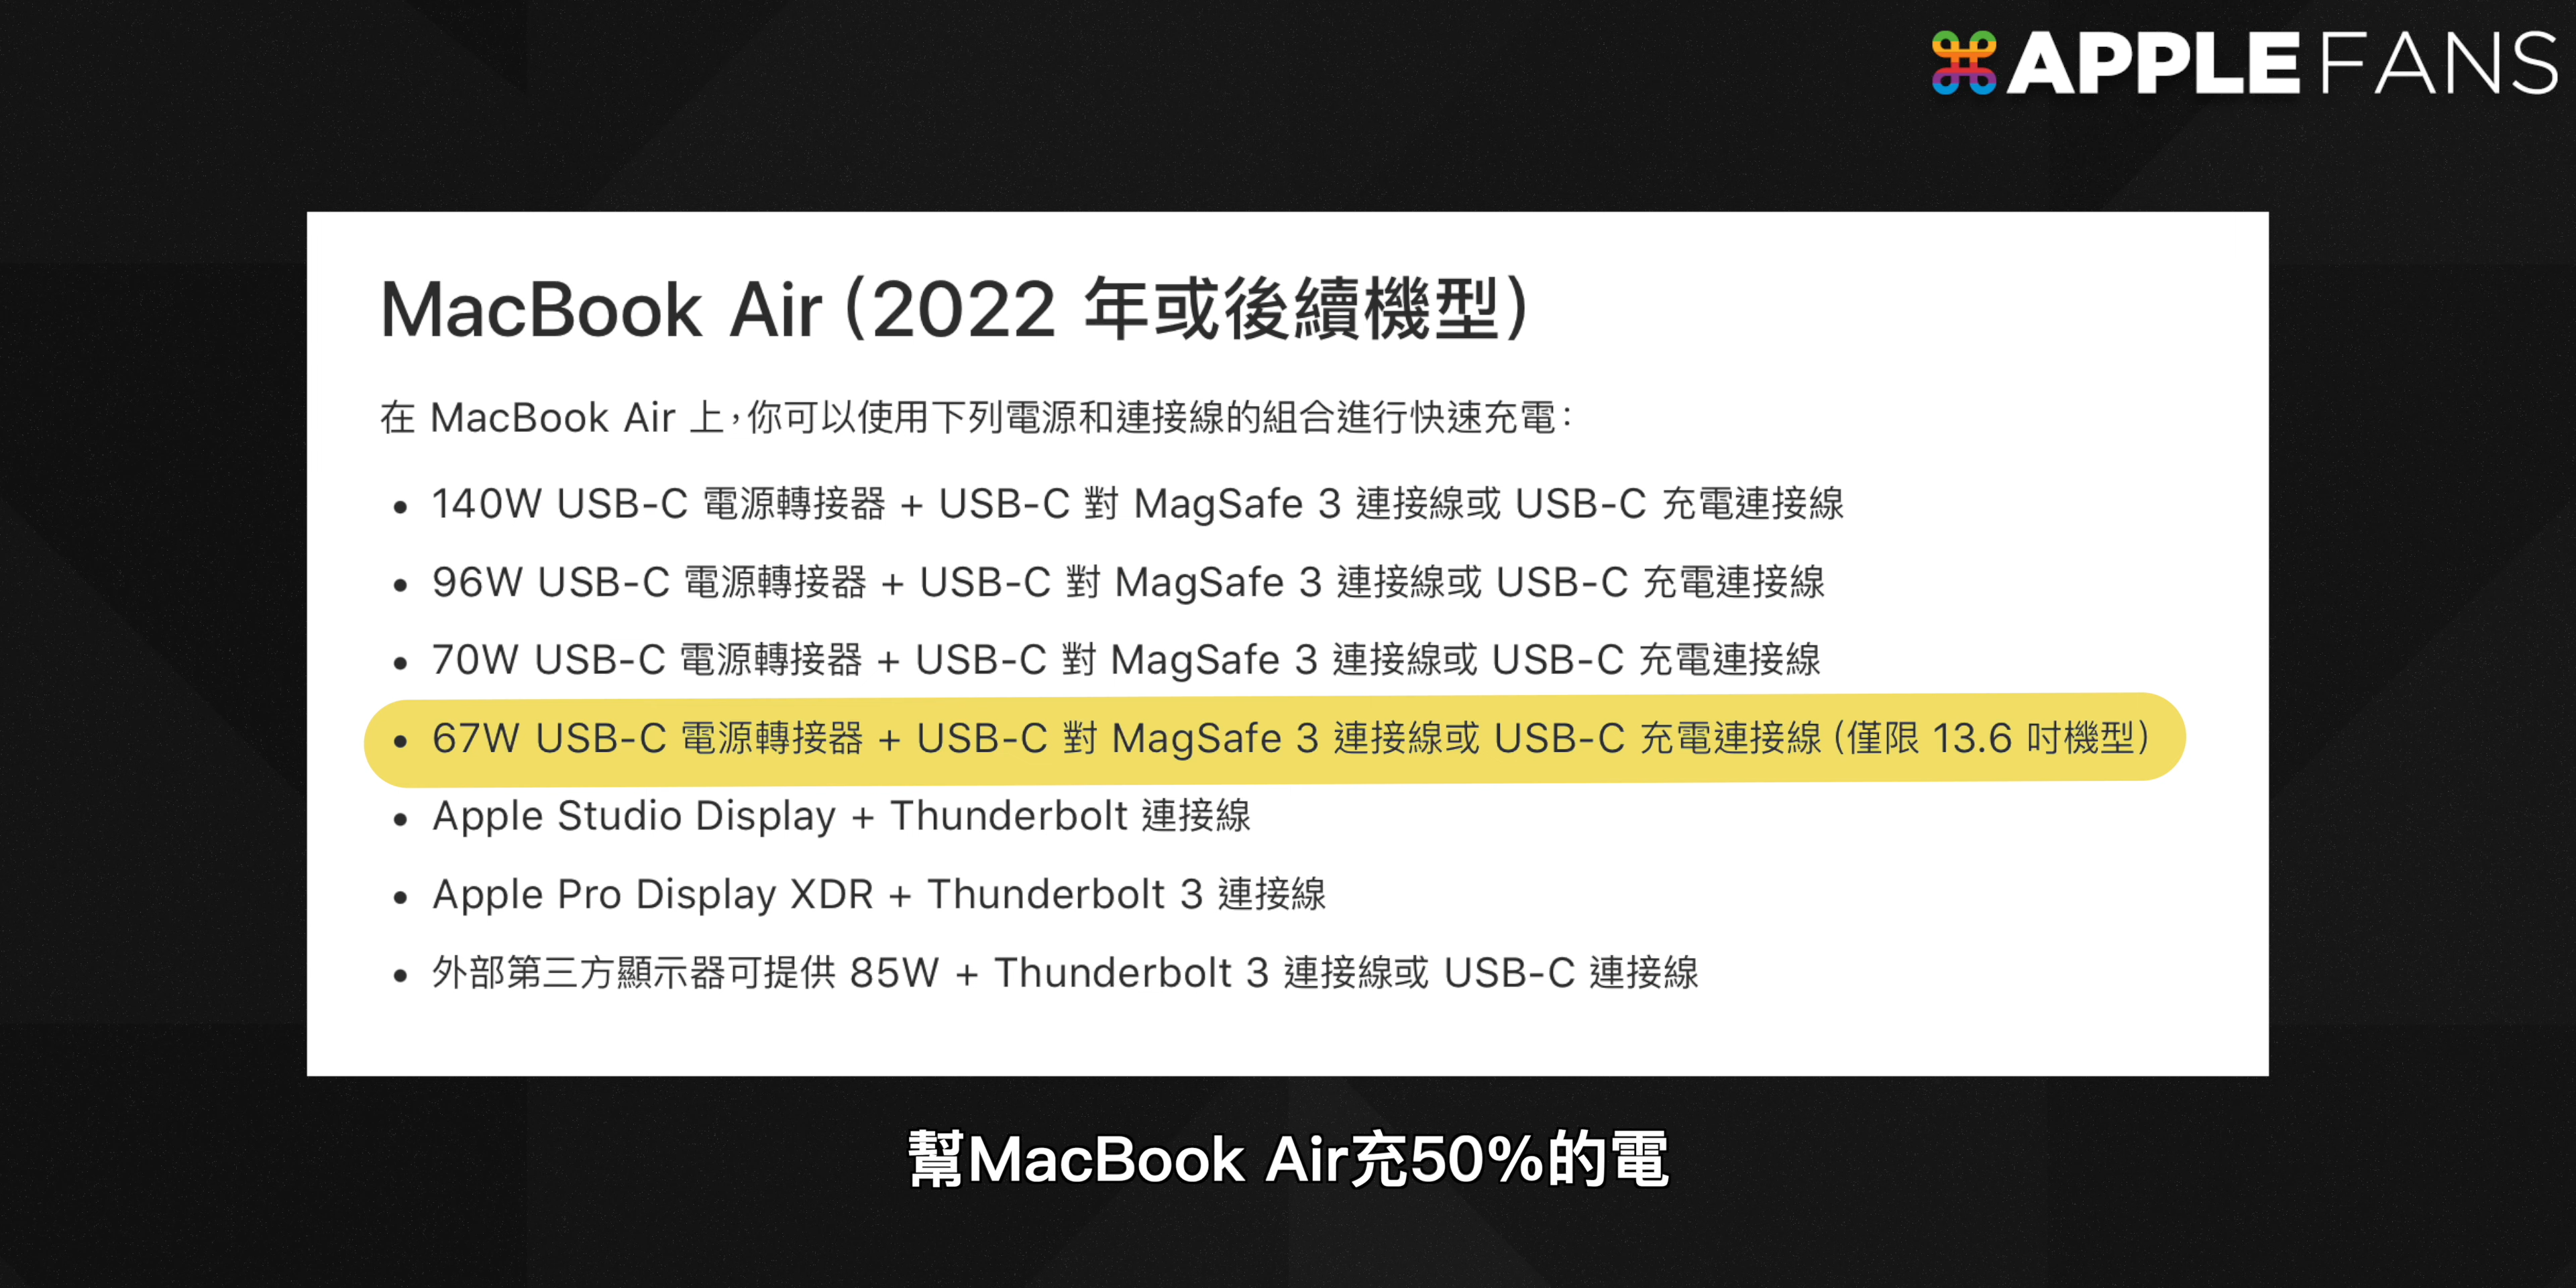 ⌘APPLEFANS
MacBook Air（2022 年或後續機型）
在 MacBook Air 上，你可以使用下列電源和連接線的組合進行快速充電：
• 140W USB-C 電源轉接器 + USB-C 對 MagSafe 3 連接線或 USB-C 充電連接線
• 96W USB-C 電源轉接器 + USB-C 對 MagSafe 3 連接線或 USB-C 充電連接線
• 70W USB-C 電源轉接器 + USB-C 對 MagSafe 3 連接線或 USB-C 充電連接線
• 67W USB-C 電源轉接器 + USB-C 對 MagSafe 3 連接線或 USB-C 充電連接線（僅限 13.6 吋機型）
• Apple Studio Display + Thunderbolt 連接線
• Apple Pro Display XDR + Thunderbolt 3 連接線
• 外部第三方顯示器可提供 85W + Thunderbolt 3 連接線或 USB-C 連接線
幫MacBook Air充50%的電